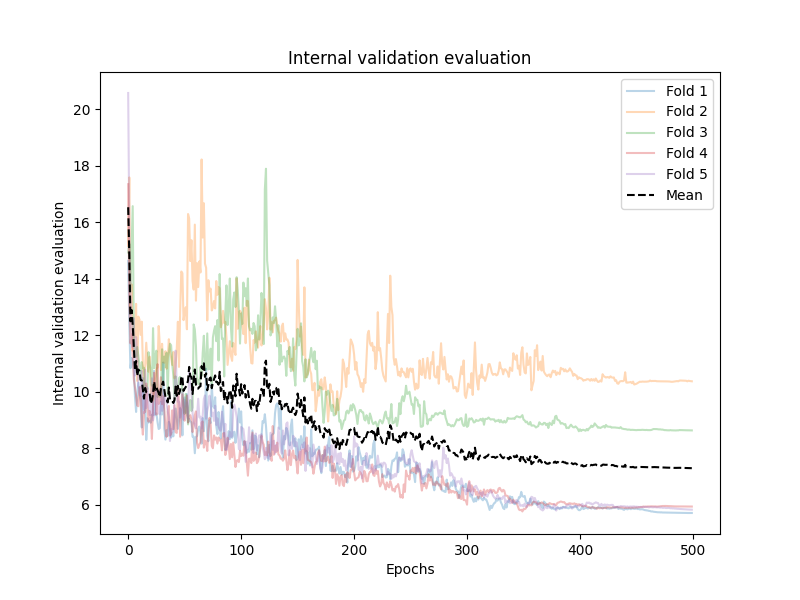 Internal validation evaluation
Internal validation evaluation
20
18
16
14
12
10
8
6
Fold 1
Fold 2
Fold 3
Fold 4
Fold 5
Mean
0
100
200
300
400
500
Epochs